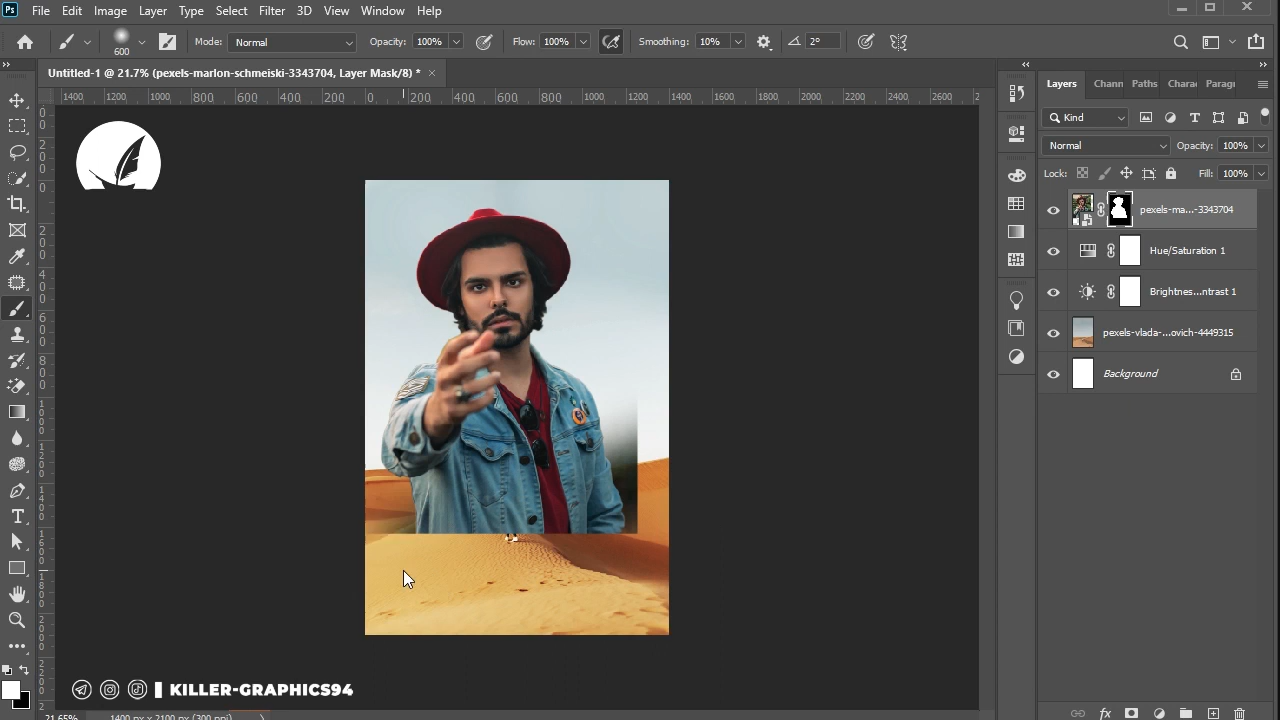 Ps File Edit Image Layer Type Select Filter 3D View Window Help
600 Mode: Normal Opacity: 100% Flow: 100% Smoothing: 10% 2°
Untitled-1 @ 21.7% (pexels-marlon-schmeiski-3343704, Layer Mask/8) * ×
1400 1200 1000 800 600 400 200 0 200 400 600 800 1000 1200 1400 1600 1800 2000 2200 2400 2600 2
Layers Chann Paths Charac Paragr
Kind
Normal Opacity: 100%
Lock: Fill: 100%
pexels-ma...-3343704
Hue/Saturation 1
Brightnes...ntrast 1
pexels-vlada-...ovich-4449315
Background
KILLER-GRAPHICS94
21.65% 1400 px x 2100 px (300 ppi)